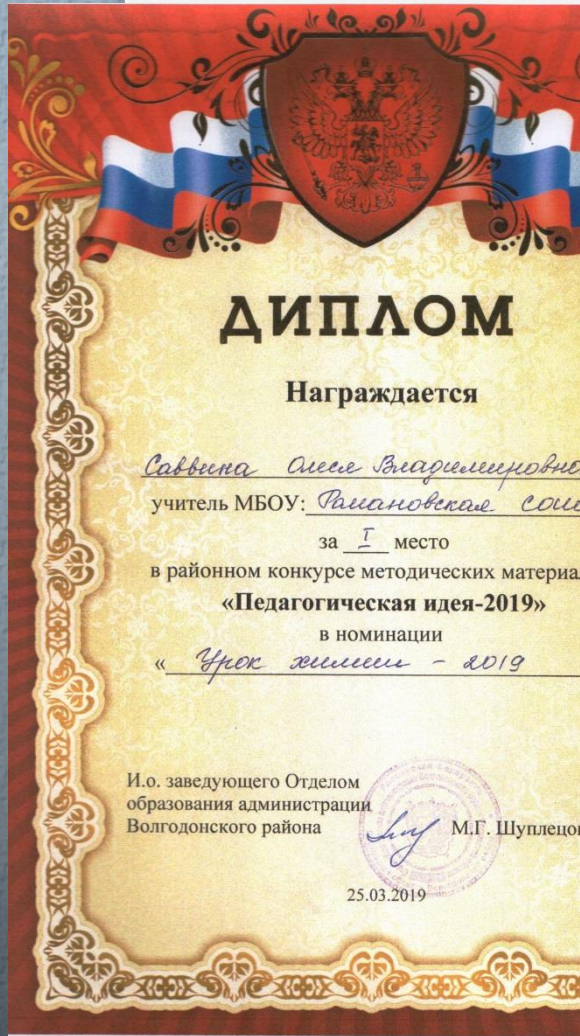 ДИПЛОМ
Награждается
Саввина Олеся Владимировна
учитель МБОУ: Романовская СОШ
за I место
в районном конкурсе методических материал
«Педагогическая идея-2019»
в номинации
« Урок химии - 2019
И.о. заведующего Отделом
образования администрации
Волгодонского района М.Г. Шуплецов
25.03.2019